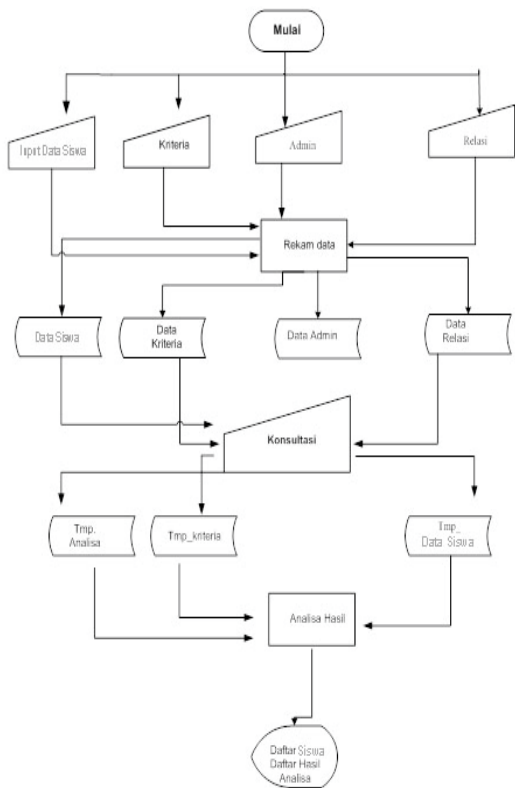 Mulai
Input Data Siswa
Kriteria
Admin
Relasi
Rekam data
Data Siswa
Data
Kriteria
Data Admin
Data
Relasi
Konsultasi
Tmp.
Analisa
Tmp_kriteria
Tmp_
Data Siswa
Analisa Hasil
Daftar Siswa
Daftar Hasil
Analisa